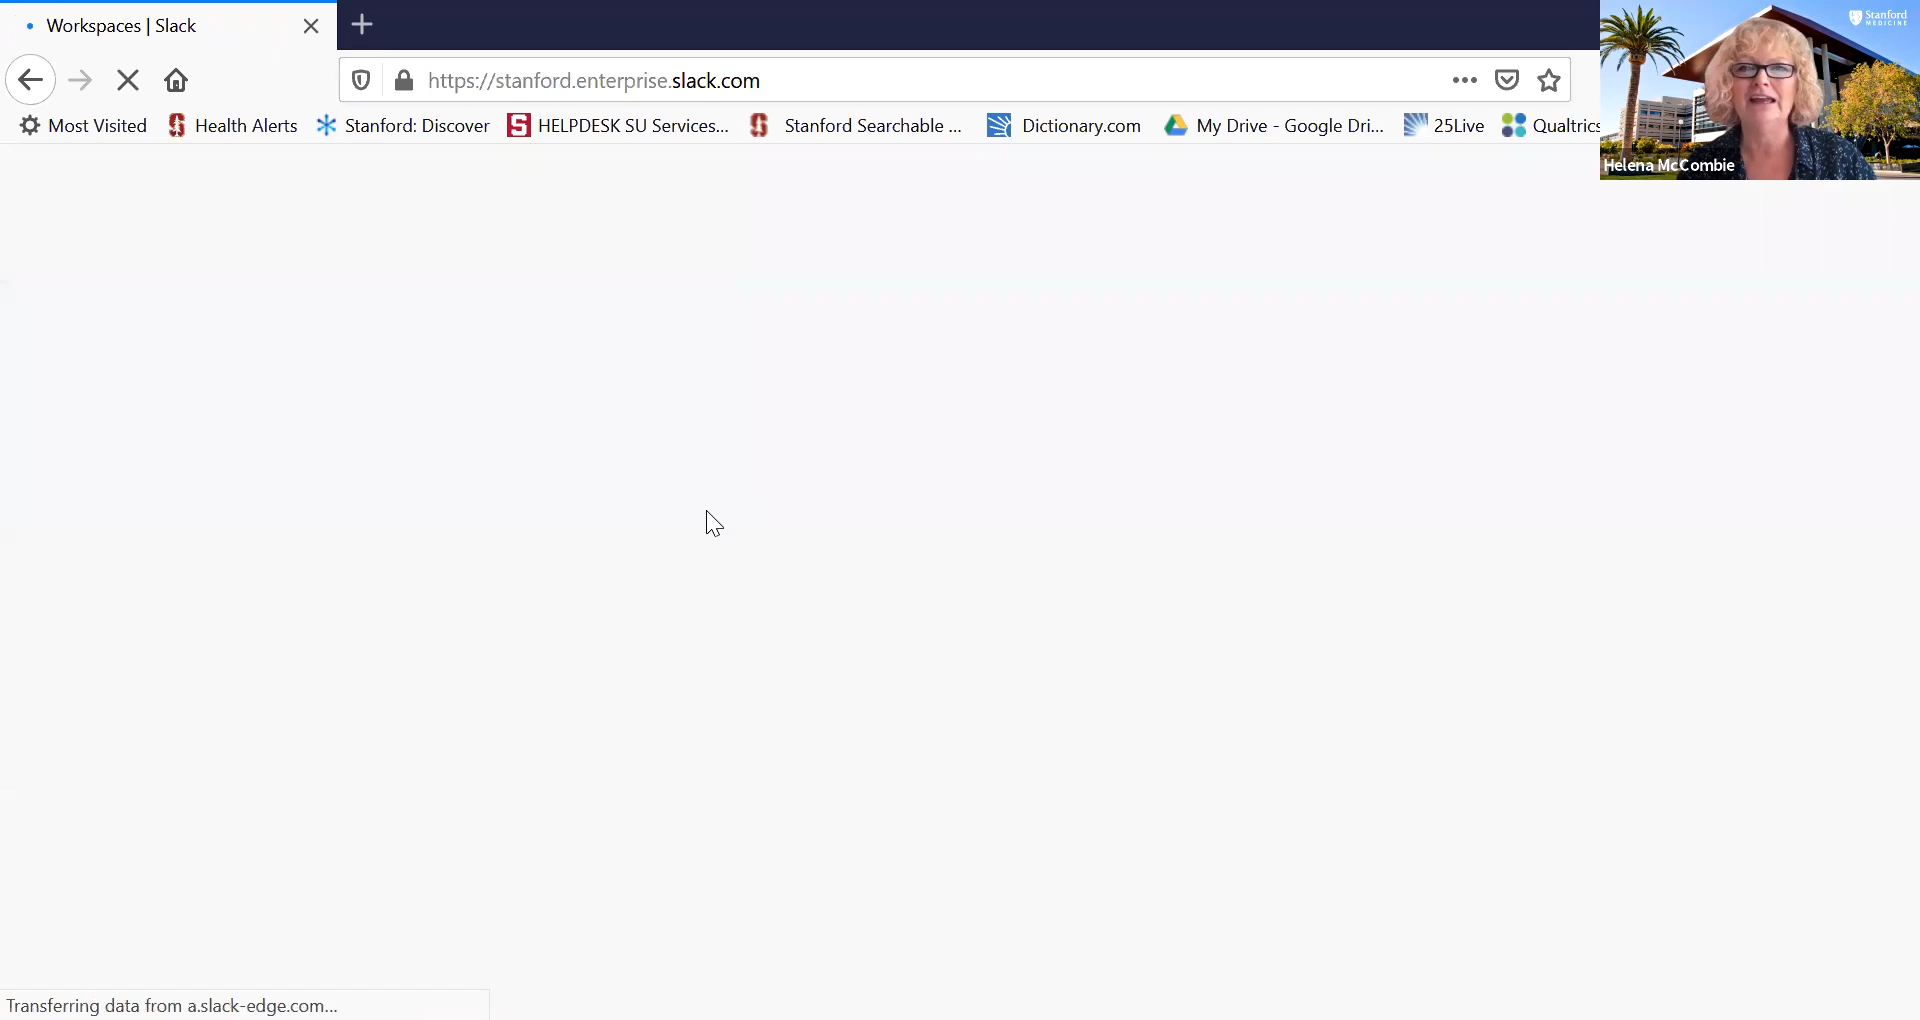 Workspaces | Slack
https://stanford.enterprise.slack.com
Most Visited Health Alerts Stanford: Discover HELPDESK SU Services... Stanford Searchable ... Dictionary.com My Drive - Google Dri... 25Live Qualtrics
Stanford
MEDICINE
Helena McCombie
Transferring data from a.slack-edge.com...